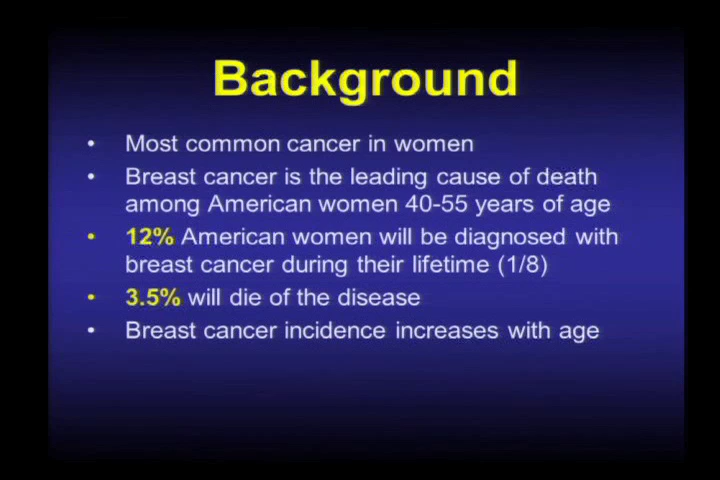 Background
• Most common cancer in women
• Breast cancer is the leading cause of death
among American women 40-55 years of age
• 12% American women will be diagnosed with
breast cancer during their lifetime (1/8)
• 3.5% will die of the disease
• Breast cancer incidence increases with age